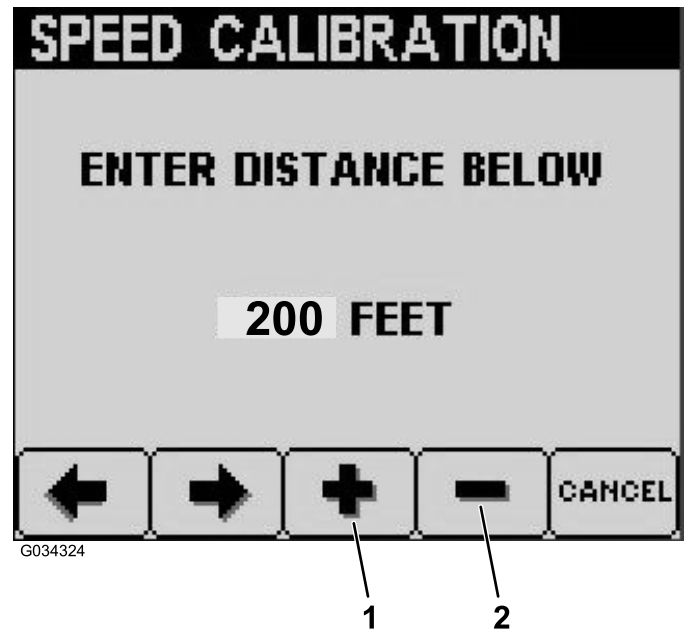 SPEED CALIBRATION
ENTER DISTANCE BELOW
200 FEET
CANCEL
G034324
1 2